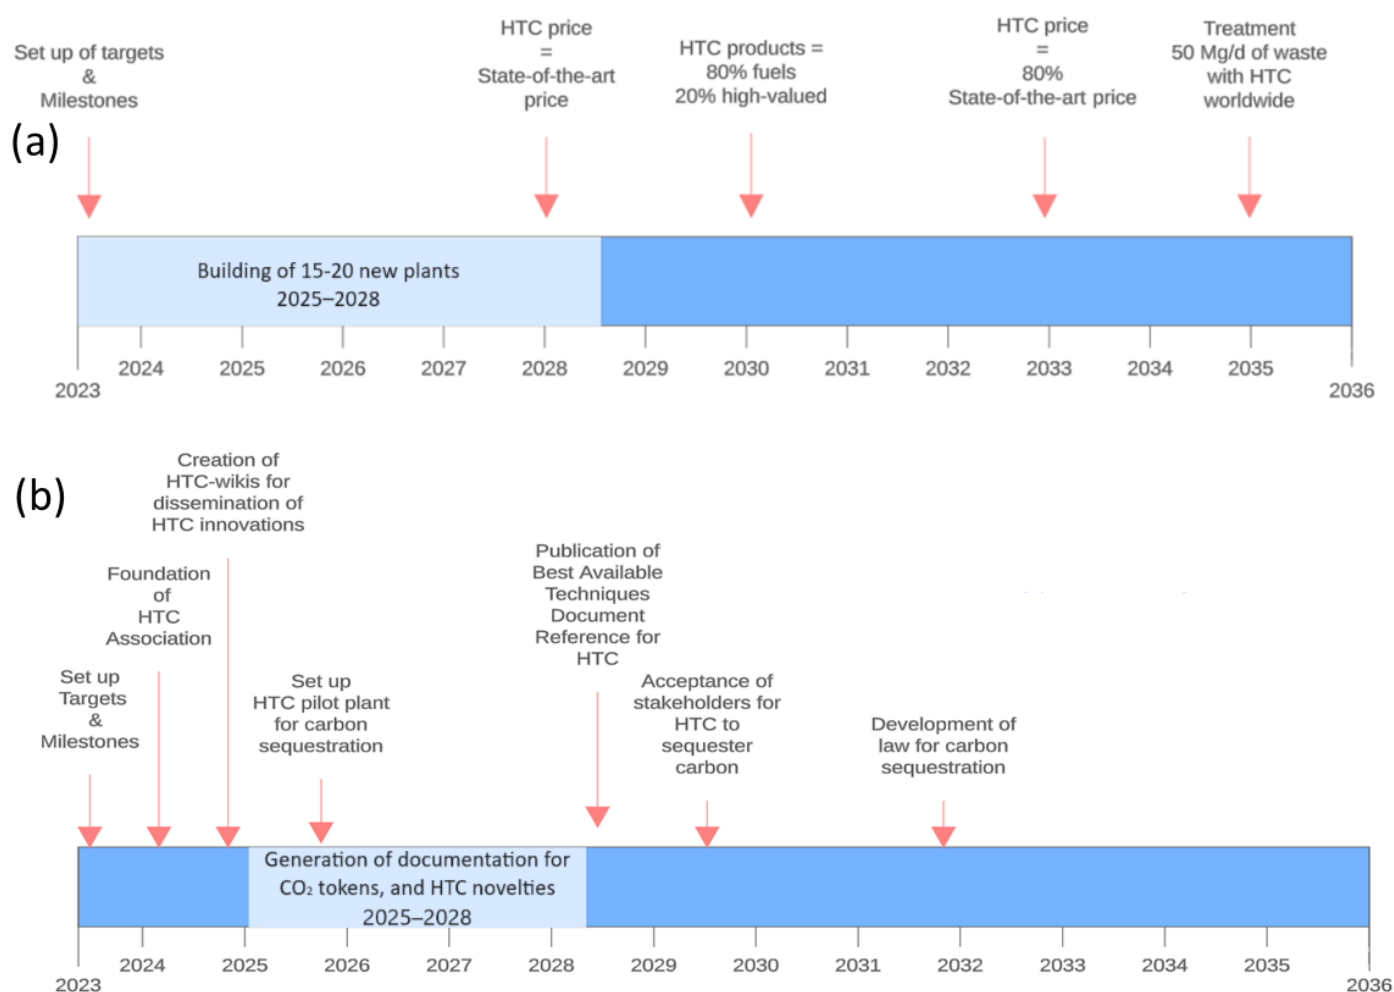 Set up of targets
&
Milestones
HTC price
=
State-of-the-art
price
HTC products =
80% fuels
20% high-valued
HTC price
=
80%
State-of-the-art price
Treatment
50 Mg/d of waste
with HTC
worldwide
(a)
Building of 15-20 new plants
2025–2028
2023
2024
2025
2026
2027
2028
2029
2030
2031
2032
2033
2034
2035
2036
(b)
Creation of
HTC-wikis for
dissemination of
HTC innovations
Foundation
of
HTC
Association
Set up
Targets
&
Milestones
Set up
HTC pilot plant
for carbon
sequestration
Publication of
Best Available
Techniques
Document
Reference for
HTC
Acceptance of
stakeholders for
HTC to
sequester
carbon
Development of
law for carbon
sequestration
Generation of documentation for
CO₂ tokens, and HTC novelties
2025–2028
2023
2024
2025
2026
2027
2028
2029
2030
2031
2032
2033
2034
2035
2036